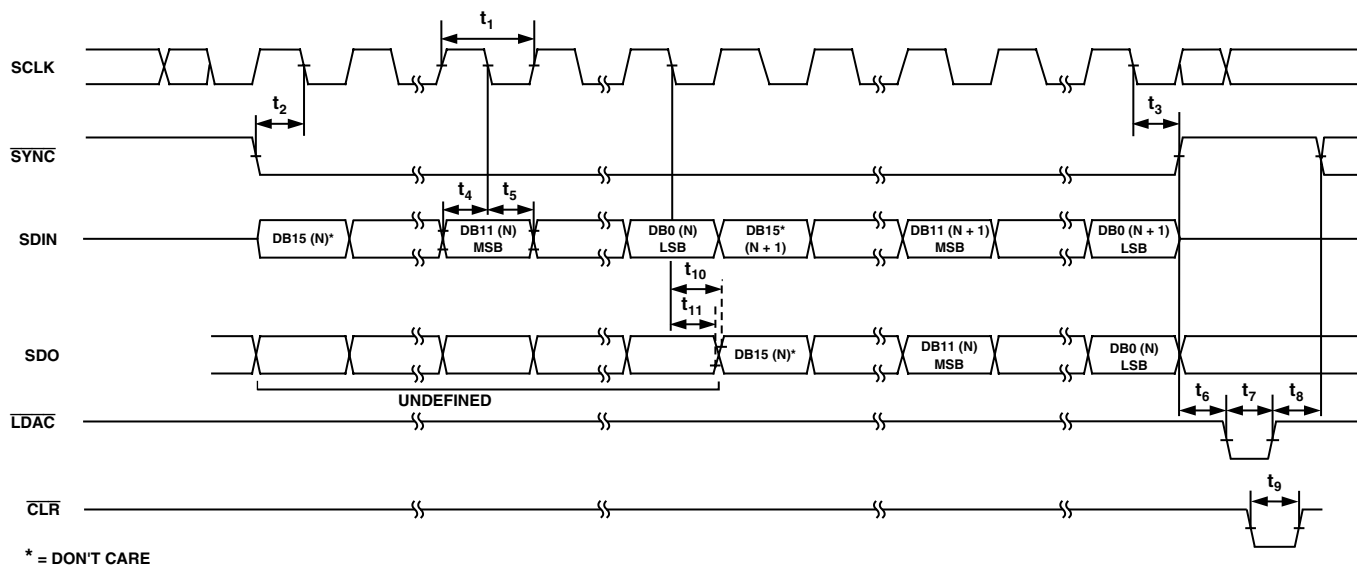 t1
SCLK
t2
t3
SYNC
t4 t5
SDIN
DB15 (N)*
DB11 (N)
MSB
DB0 (N)
LSB
DB15*
(N + 1)
DB11 (N + 1)
MSB
DB0 (N + 1)
LSB
t10
t11
SDO
DB15 (N)*
DB11 (N)
MSB
DB0 (N)
LSB
UNDEFINED
t6 t7 t8
LDAC
t9
CLR
* = DON'T CARE